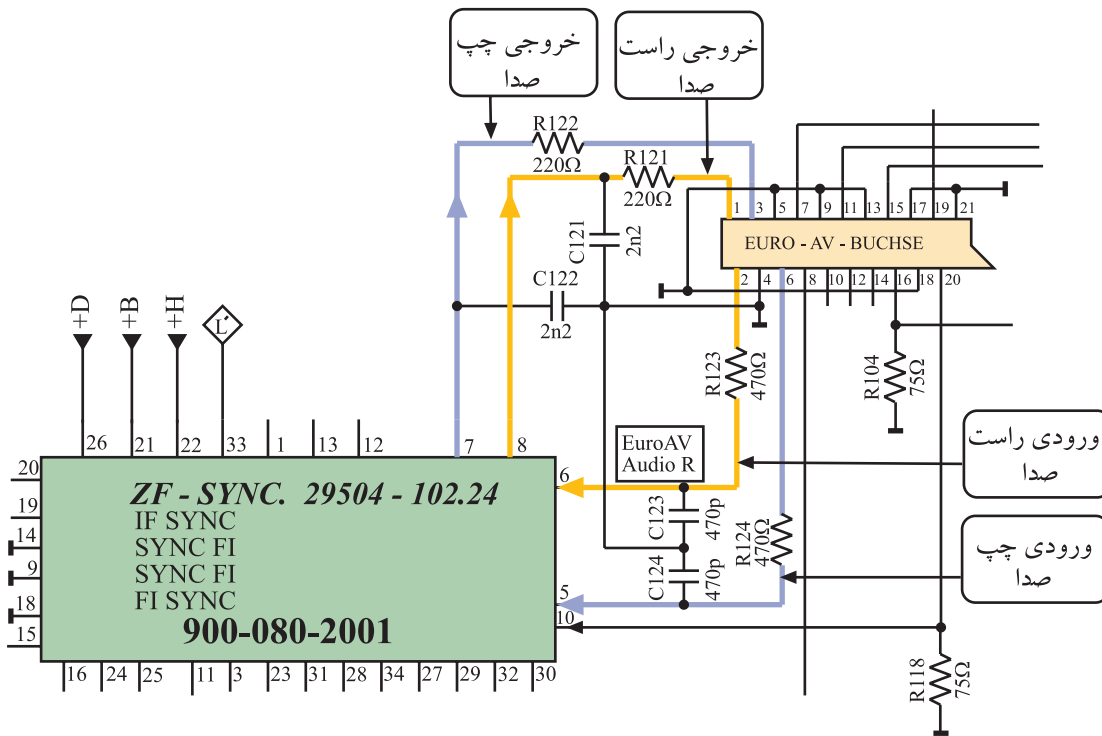 خروجی چپ
صدا
خروجی راست
صدا
R122
220Ω
R121
220Ω
1 3 5 7 9 11 13 15 17 19 21
EURO - AV - BUCHSE
2 4 6 8 10 12 14 16 18 20
C121
2n2
C122
2n2
+D
+B
+H
L'
R123
470Ω
R104
75Ω
ورودی راست
صدا
26 21 22 33 1 13 12 7 8
EuroAV
Audio R
20
19
14
9
18
15
ZF - SYNC. 29504 - 102.24
IF SYNC
SYNC FI
SYNC FI
FI SYNC
900-080-2001
6
5
10
C123
470p
C124
470p
R124
470Ω
ورودی چپ
صدا
16 24 25 11 3 23 31 28 34 27 29 32 30
R118
75Ω